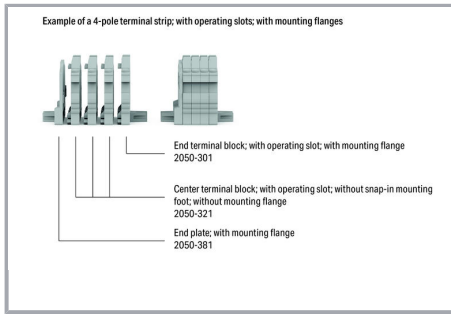 Example of a 4-pole terminal strip; with operating slots; with mounting flanges
End terminal block; with operating slot; with mounting flange
2050-301
Center terminal block; with operating slot; without snap-in mounting
foot; without mounting flange
2050-321
End plate; with mounting flange
2050-381